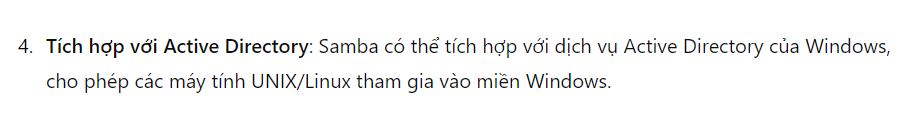 4. Tích hợp với Active Directory: Samba có thể tích hợp với dịch vụ Active Directory của Windows,
cho phép các máy tính UNIX/Linux tham gia vào miền Windows.